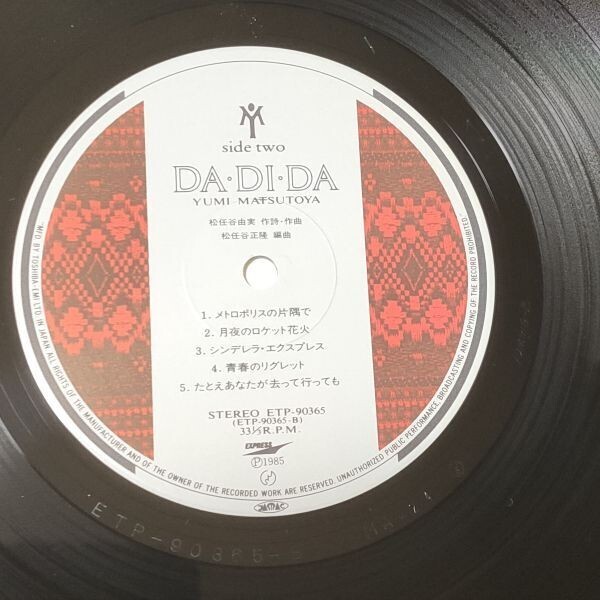 side two
DA・DI・DA
YUMI MATSUTOYA
松任谷由実 作詩・作曲
松任谷正隆 編曲
1. メトロポリスの片隅で
2. 月夜のロケット花火
3. シンデレラ・エクスプレス
4. 青春のリグレット
5. たとえあなたが去って行っても
STEREO ETP-90365
(ETP-90365-B)
33⅓R.P.M.
EXPRESS
Ⓟ1985
JASRAC
MFD. BY TOSHIBA-EMI LTD. IN JAPAN ALL RIGHTS OF THE MANUFACTURER AND OF THE OWNER OF THE RECORDED WORK ARE RESERVED. UNAUTHORIZED PUBLIC PERFORMANCE, BROADCASTING AND COPYING OF THE RECORD PROHIBITED.
ETP-90365-